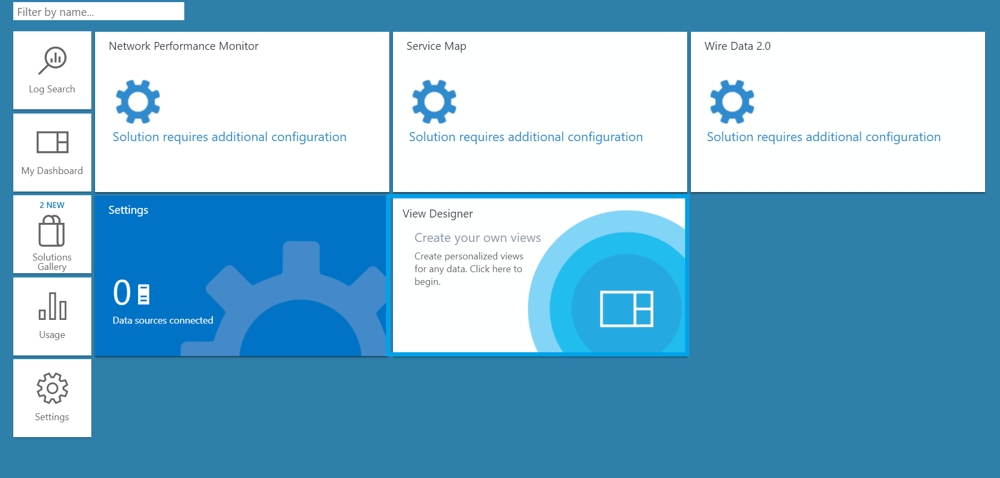 Filter by name...
Log Search
My Dashboard
2 NEW
Solutions
Gallery
Usage
Settings
Network Performance Monitor
Solution requires additional configuration
Service Map
Solution requires additional configuration
Wire Data 2.0
Solution requires additional configuration
Settings
0
Data sources connected
View Designer
Create your own views
Create personalized views
for any data. Click here to
begin.